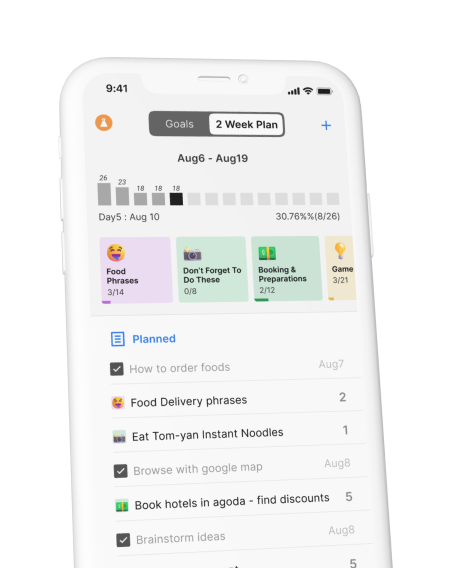 9:41
Goals
2 Week Plan
Aug6 - Aug19
26 23 18 18 18
Day5 : Aug 10
30.76%%(8/26)
Food
Phrases
3/14
Don't Forget To
Do These
0/8
Booking &
Preparations
2/12
Game
3/21
Planned
How to order foods Aug7
Food Delivery phrases 2
Eat Tom-yan Instant Noodles 1
Browse with google map Aug8
Book hotels in agoda - find discounts 5
Brainstorm ideas Aug8
5